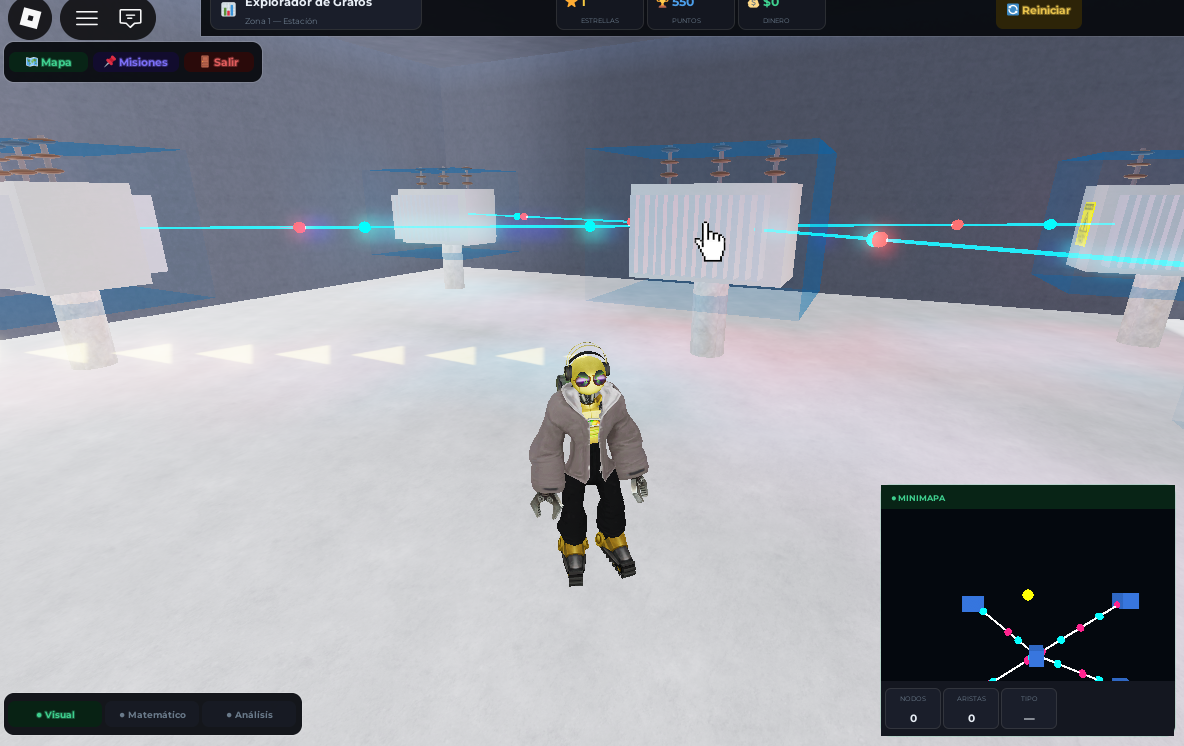 Explorador de Grafos
Zona 1 — Estación
1
ESTRELLAS
550
PUNTOS
$0
DINERO
Reiniciar
Mapa
Misiones
Salir
MINIMAPA
NODOS
0
ARISTAS
0
TIPO
—
Visual
Matemático
Análisis